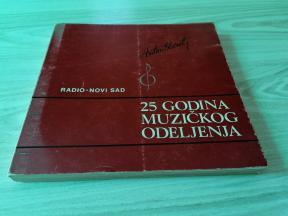 RADIO-NOVI SAD
25 GODINA
MUZIČKOG
ODELJENJA